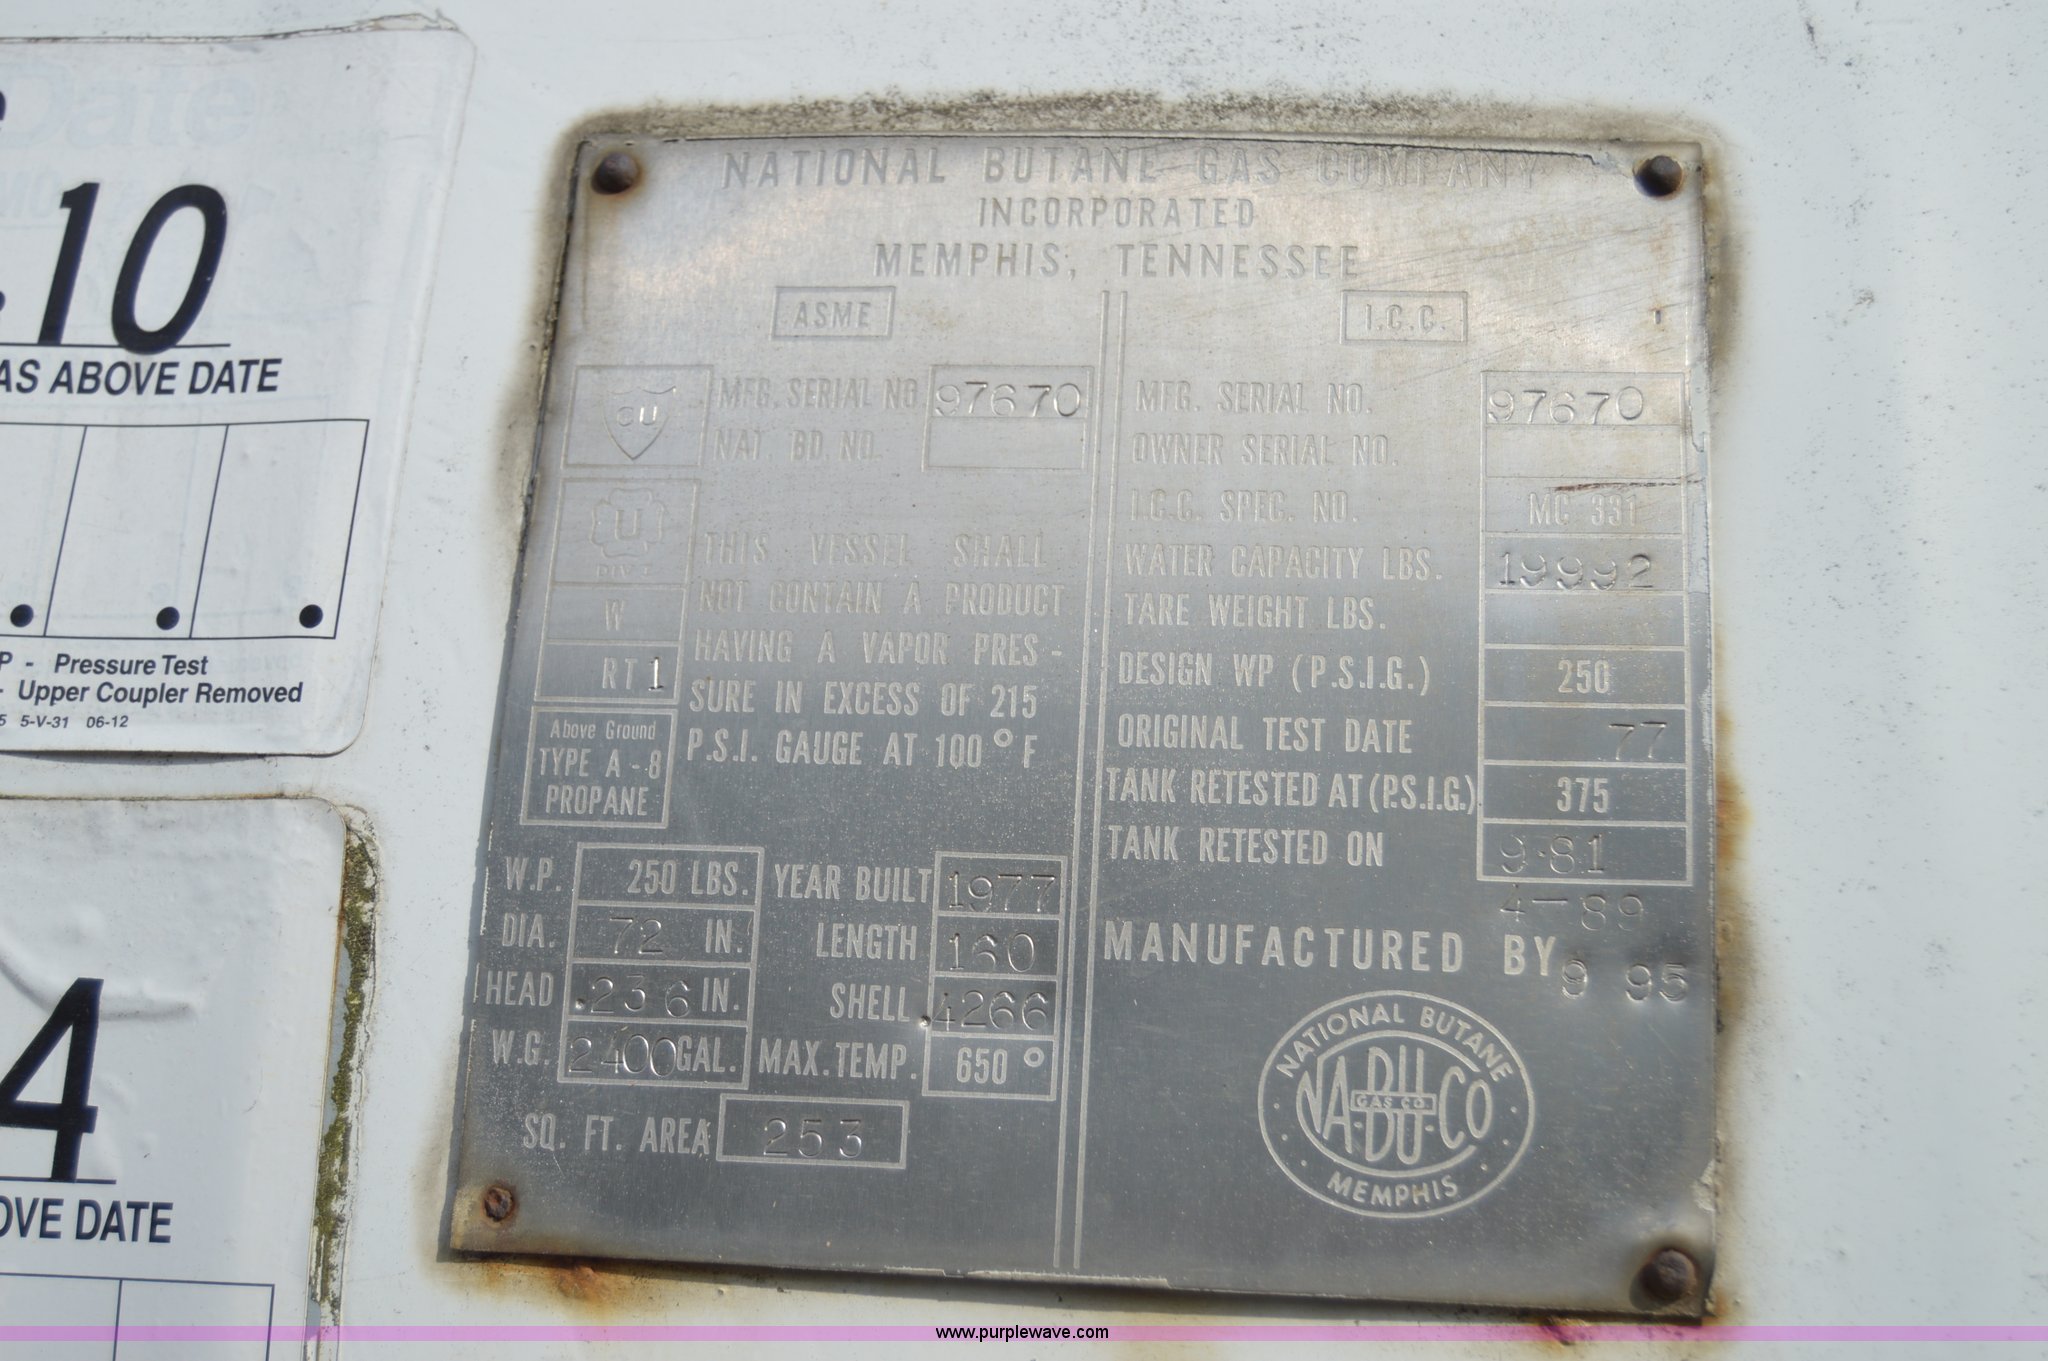 Date
10
AS ABOVE DATE
P - Pressure Test
- Upper Coupler Removed
5 5-V-31 06-12
4
OVE DATE
NATIONAL BUTANE GAS COMPANY
INCORPORATED
MEMPHIS, TENNESSEE
ASME
OU
MFG. SERIAL NO. 97670
NAT. BD. NO.
U
DIV 1
W
RT 1
Above Ground
TYPE A-8
PROPANE
THIS VESSEL SHALL
NOT CONTAIN A PRODUCT
HAVING A VAPOR PRES-
SURE IN EXCESS OF 215
P.S.I. GAUGE AT 100° F
W.P. 250 LBS. YEAR BUILT 1977
DIA. 72 IN. LENGTH 160
HEAD .236 IN. SHELL .4266
W.G. 2400 GAL. MAX. TEMP. 650°
SQ. FT. AREA 253
I.C.C.
MFG. SERIAL NO. 97670
OWNER SERIAL NO.
I.C.C. SPEC. NO. MC 331
WATER CAPACITY LBS. 19992
TARE WEIGHT LBS.
DESIGN WP (P.S.I.G.) 250
ORIGINAL TEST DATE 77
TANK RETESTED AT (P.S.I.G.) 375
TANK RETESTED ON 9-81
4-89
MANUFACTURED BY 9 95
NATIONAL BUTANE
NA-BU-CO
GAS CO.
MEMPHIS
www.purplewave.com